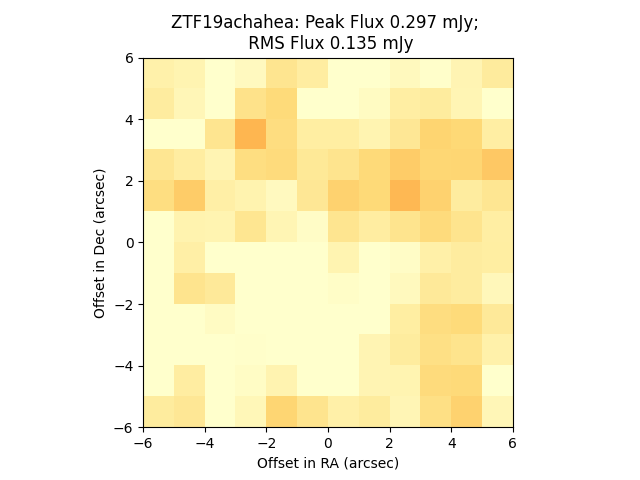 ZTF19achahea: Peak Flux 0.297 mJy;
RMS Flux 0.135 mJy
6
4
2
0
−2
−4
−6
Offset in Dec (arcsec)
−6 −4 −2 0 2 4 6
Offset in RA (arcsec)